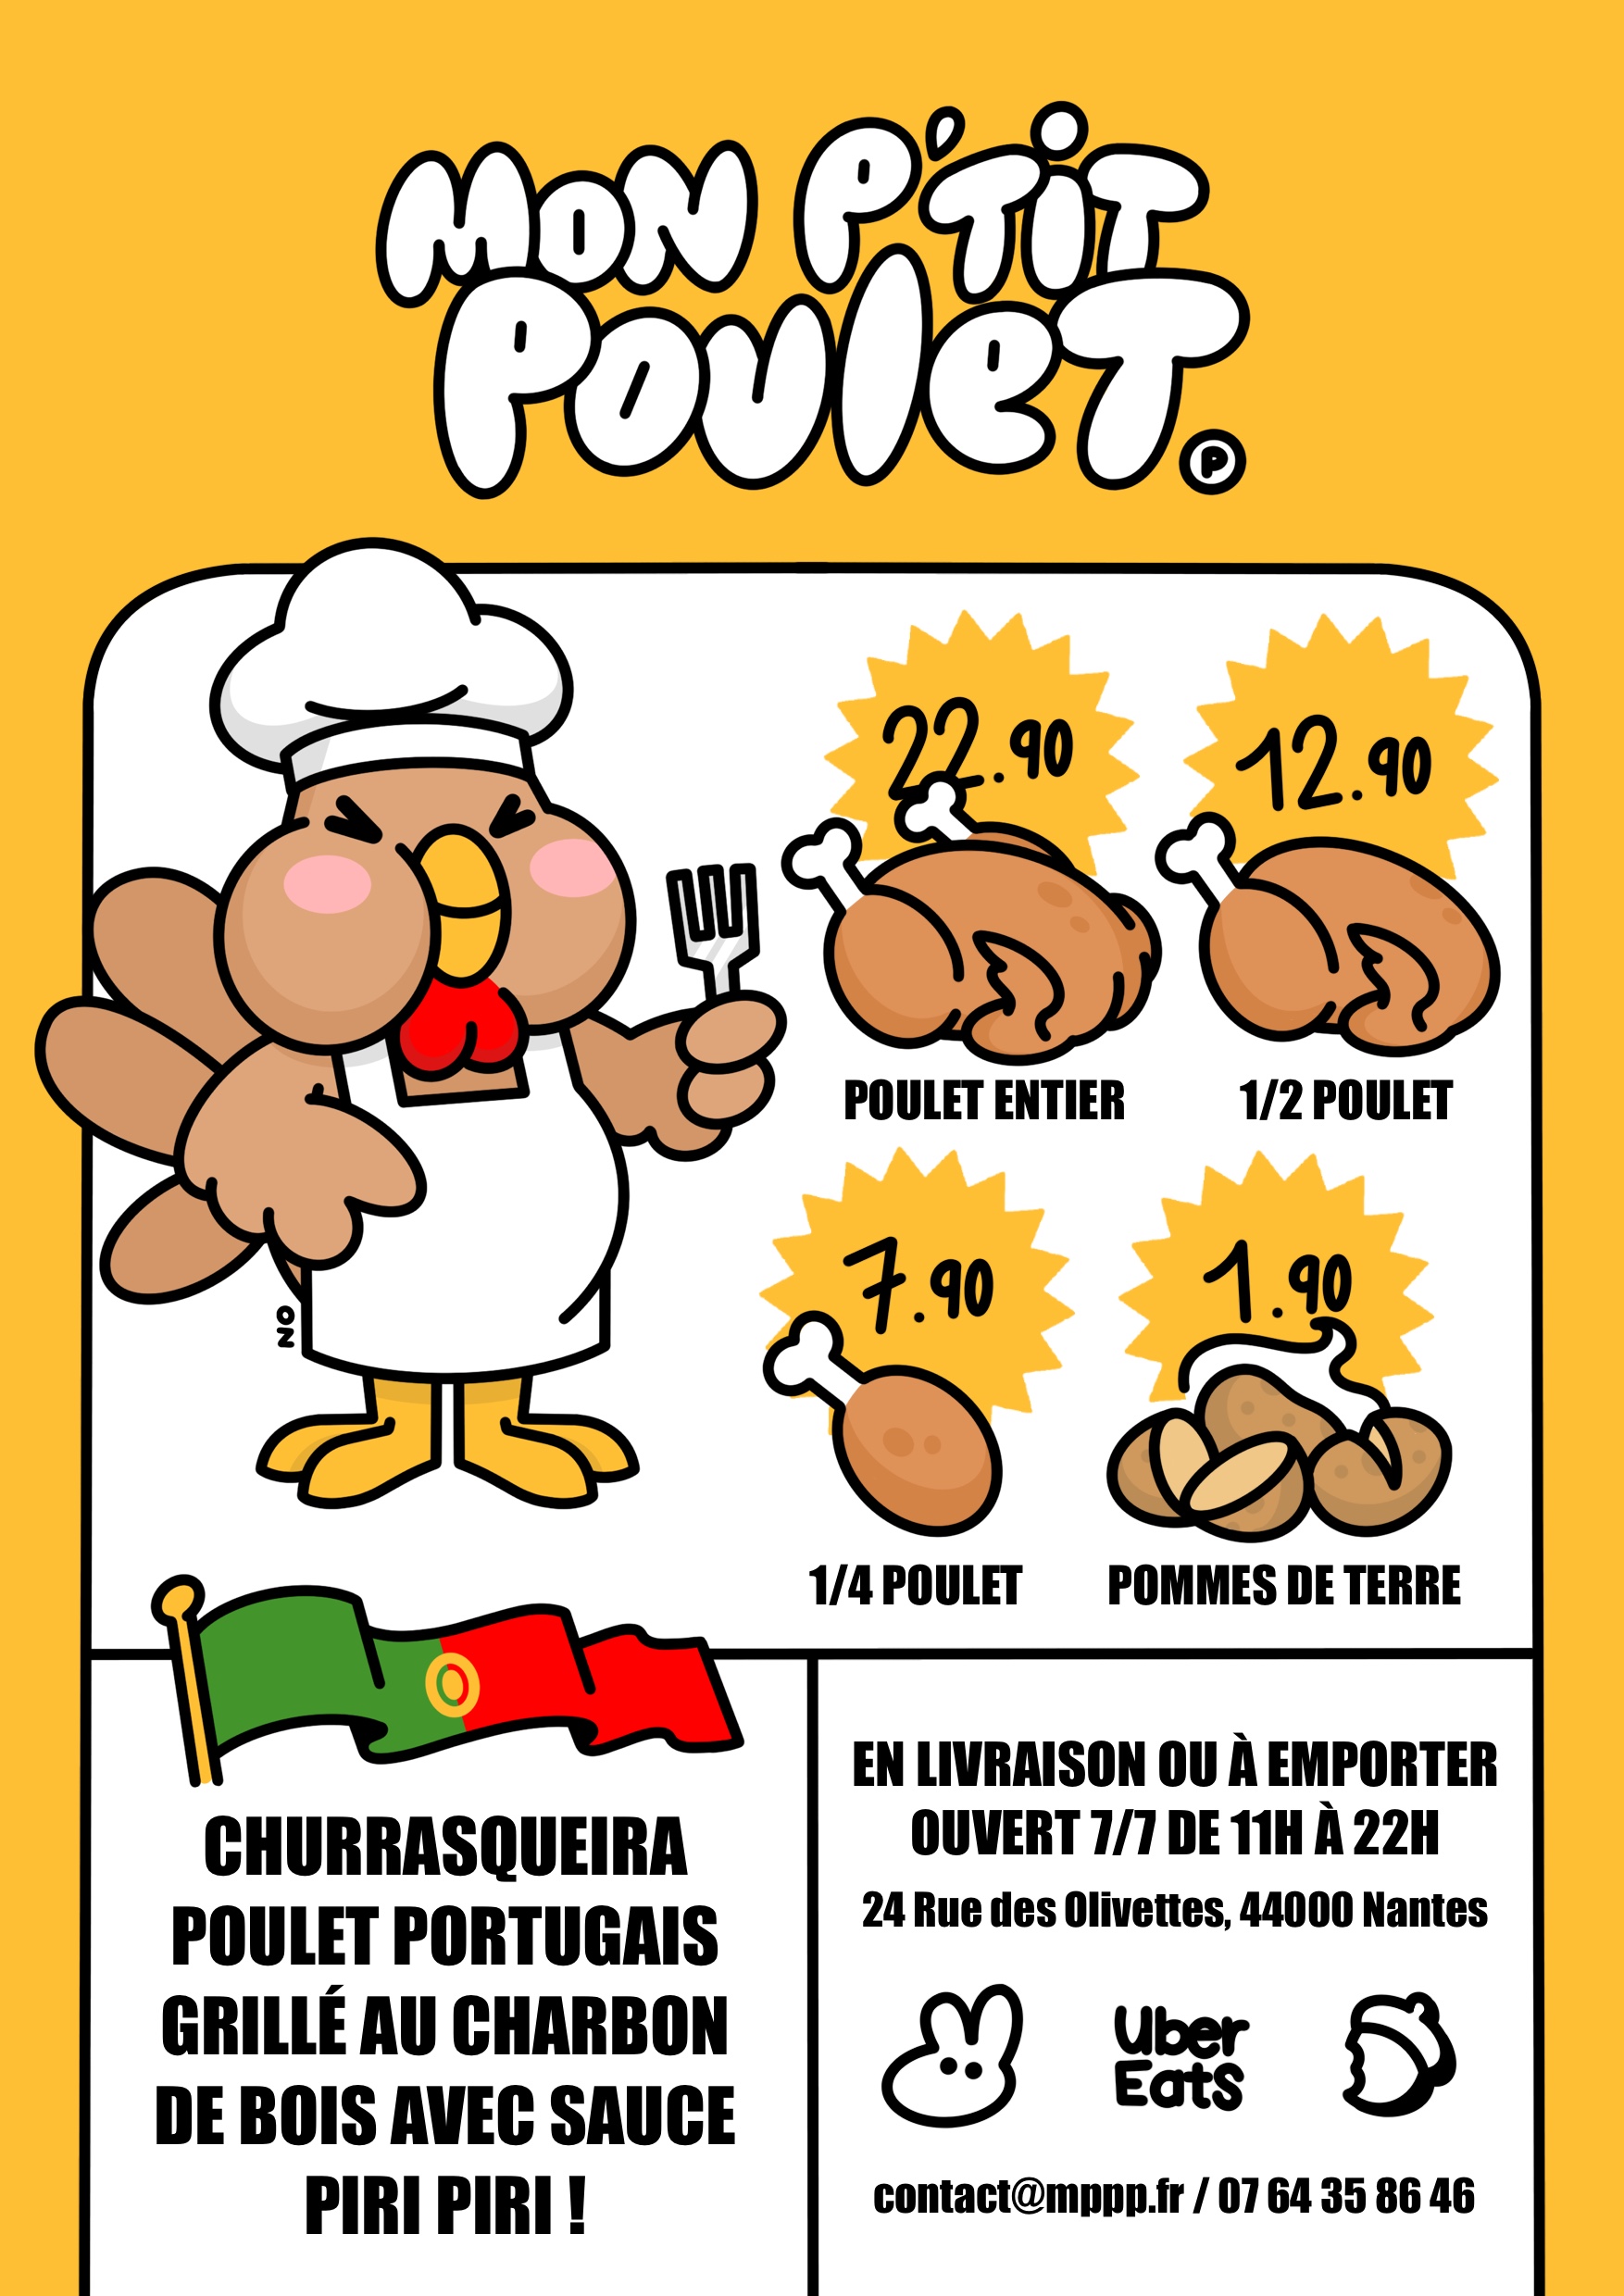 MON P'TIT
POULET
P
22.90
12.90
POULET ENTIER
1/2 POULET
7.90
1.90
1/4 POULET
POMMES DE TERRE
ZO
CHURRASQUEIRA
POULET PORTUGAIS
GRILLÉ AU CHARBON
DE BOIS AVEC SAUCE
PIRI PIRI !
EN LIVRAISON OU À EMPORTER
OUVERT 7/7 DE 11H À 22H
24 Rue des Olivettes, 44000 Nantes
Uber
Eats
contact@mppp.fr / 07 64 35 86 46